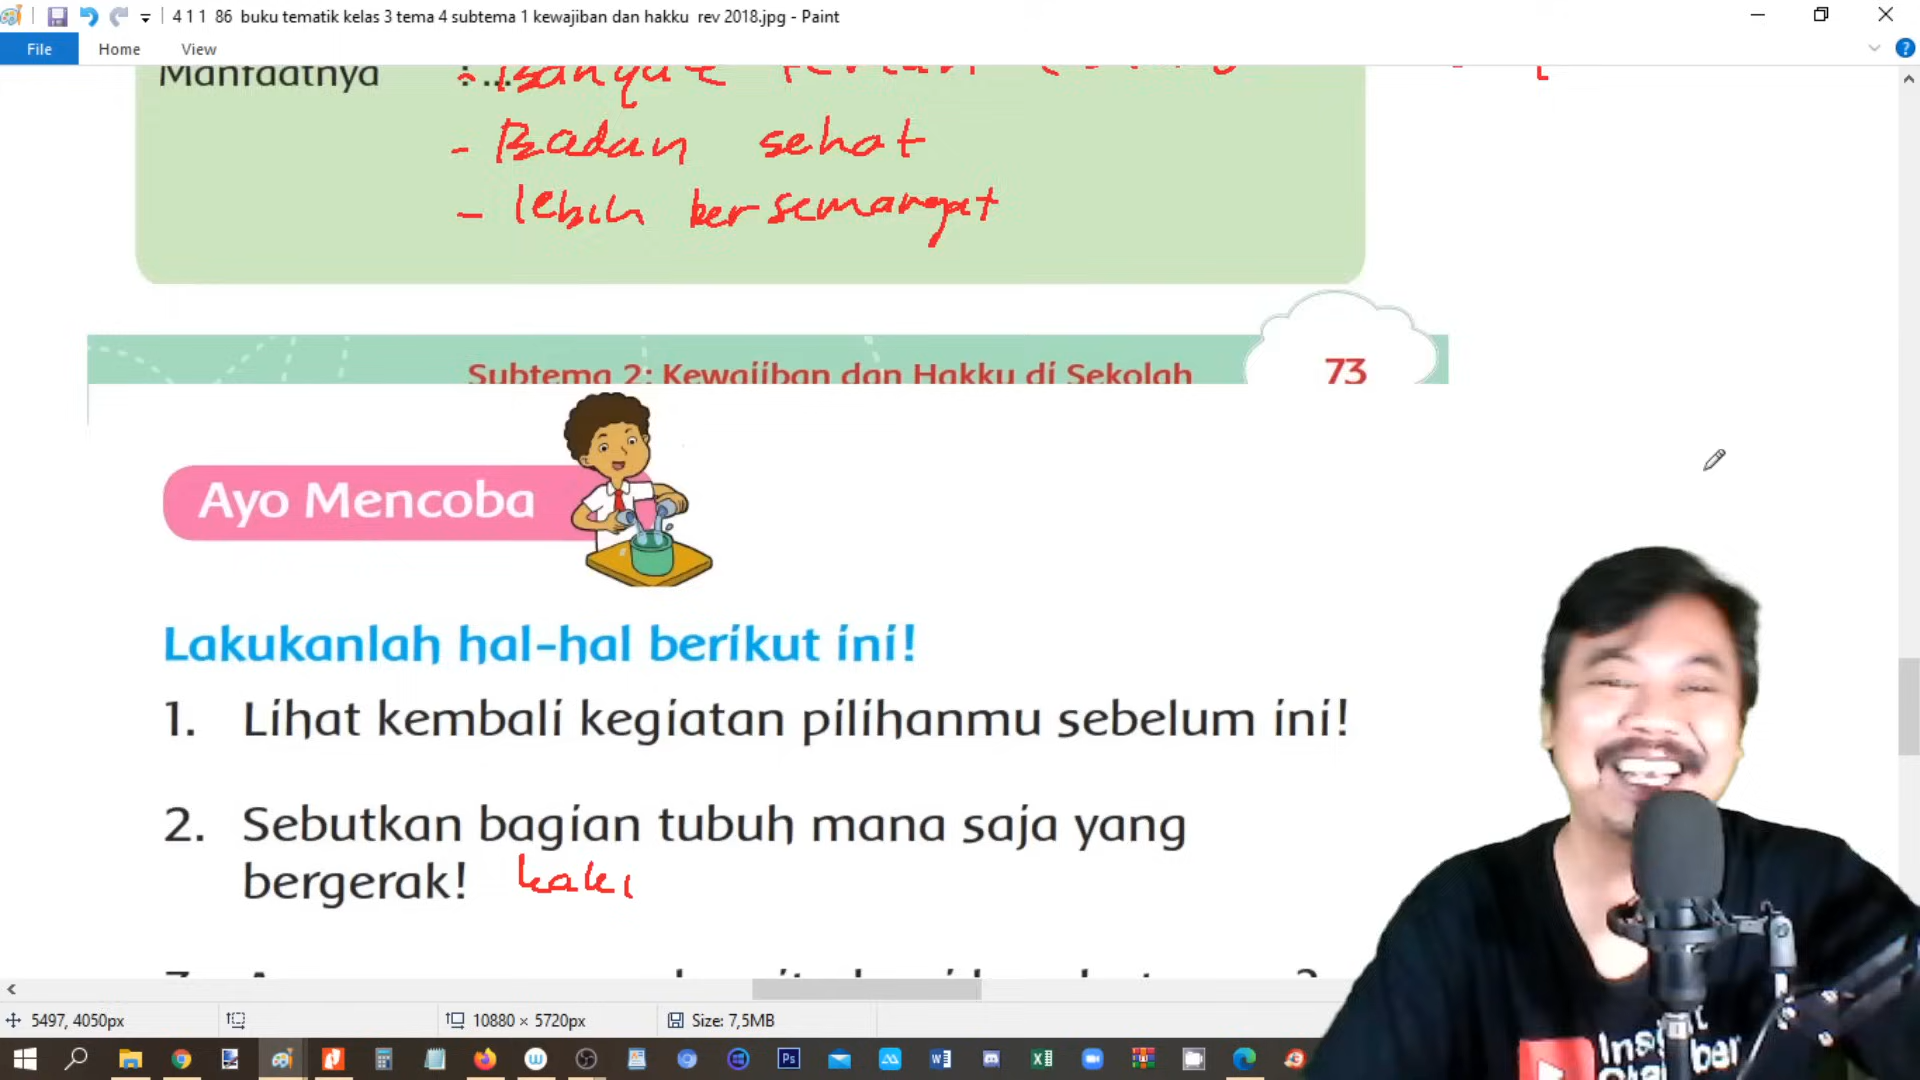 4 1 1 86 buku tematik kelas 3 tema 4 subtema 1 kewajiban dan hakku rev 2018.jpg - Paint
File Home View
Manfaatnya : ... - Banyak
- Badan sehat
- lebih bersemangat
Subtema 2: Kewajiban dan Hakku di Sekolah 73
Ayo Mencoba
Lakukanlah hal-hal berikut ini!
1. Lihat kembali kegiatan pilihanmu sebelum ini!
2. Sebutkan bagian tubuh mana saja yang
bergerak! kaki
5497, 4050px 10880 × 5720px Size: 7,5MB